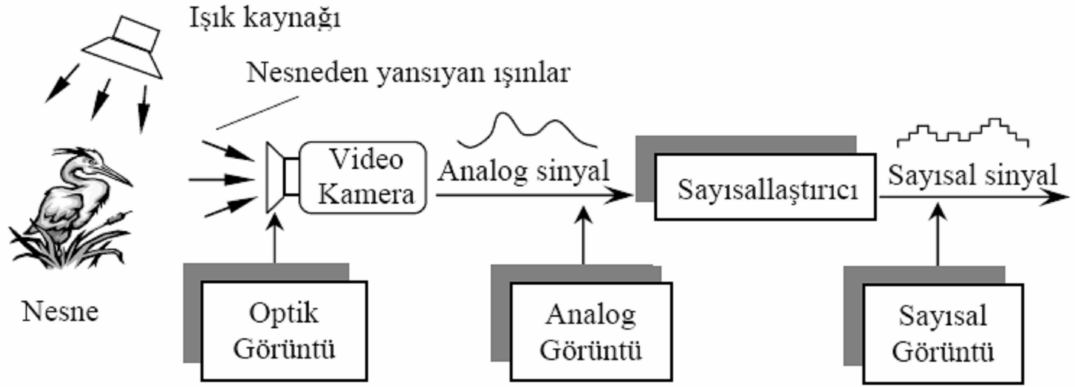 Işık kaynağı
Nesneden yansıyan ışınlar
Video
Kamera
Analog sinyal
Sayısallaştırıcı
Sayısal sinyal
Nesne
Optik
Görüntü
Analog
Görüntü
Sayısal
Görüntü